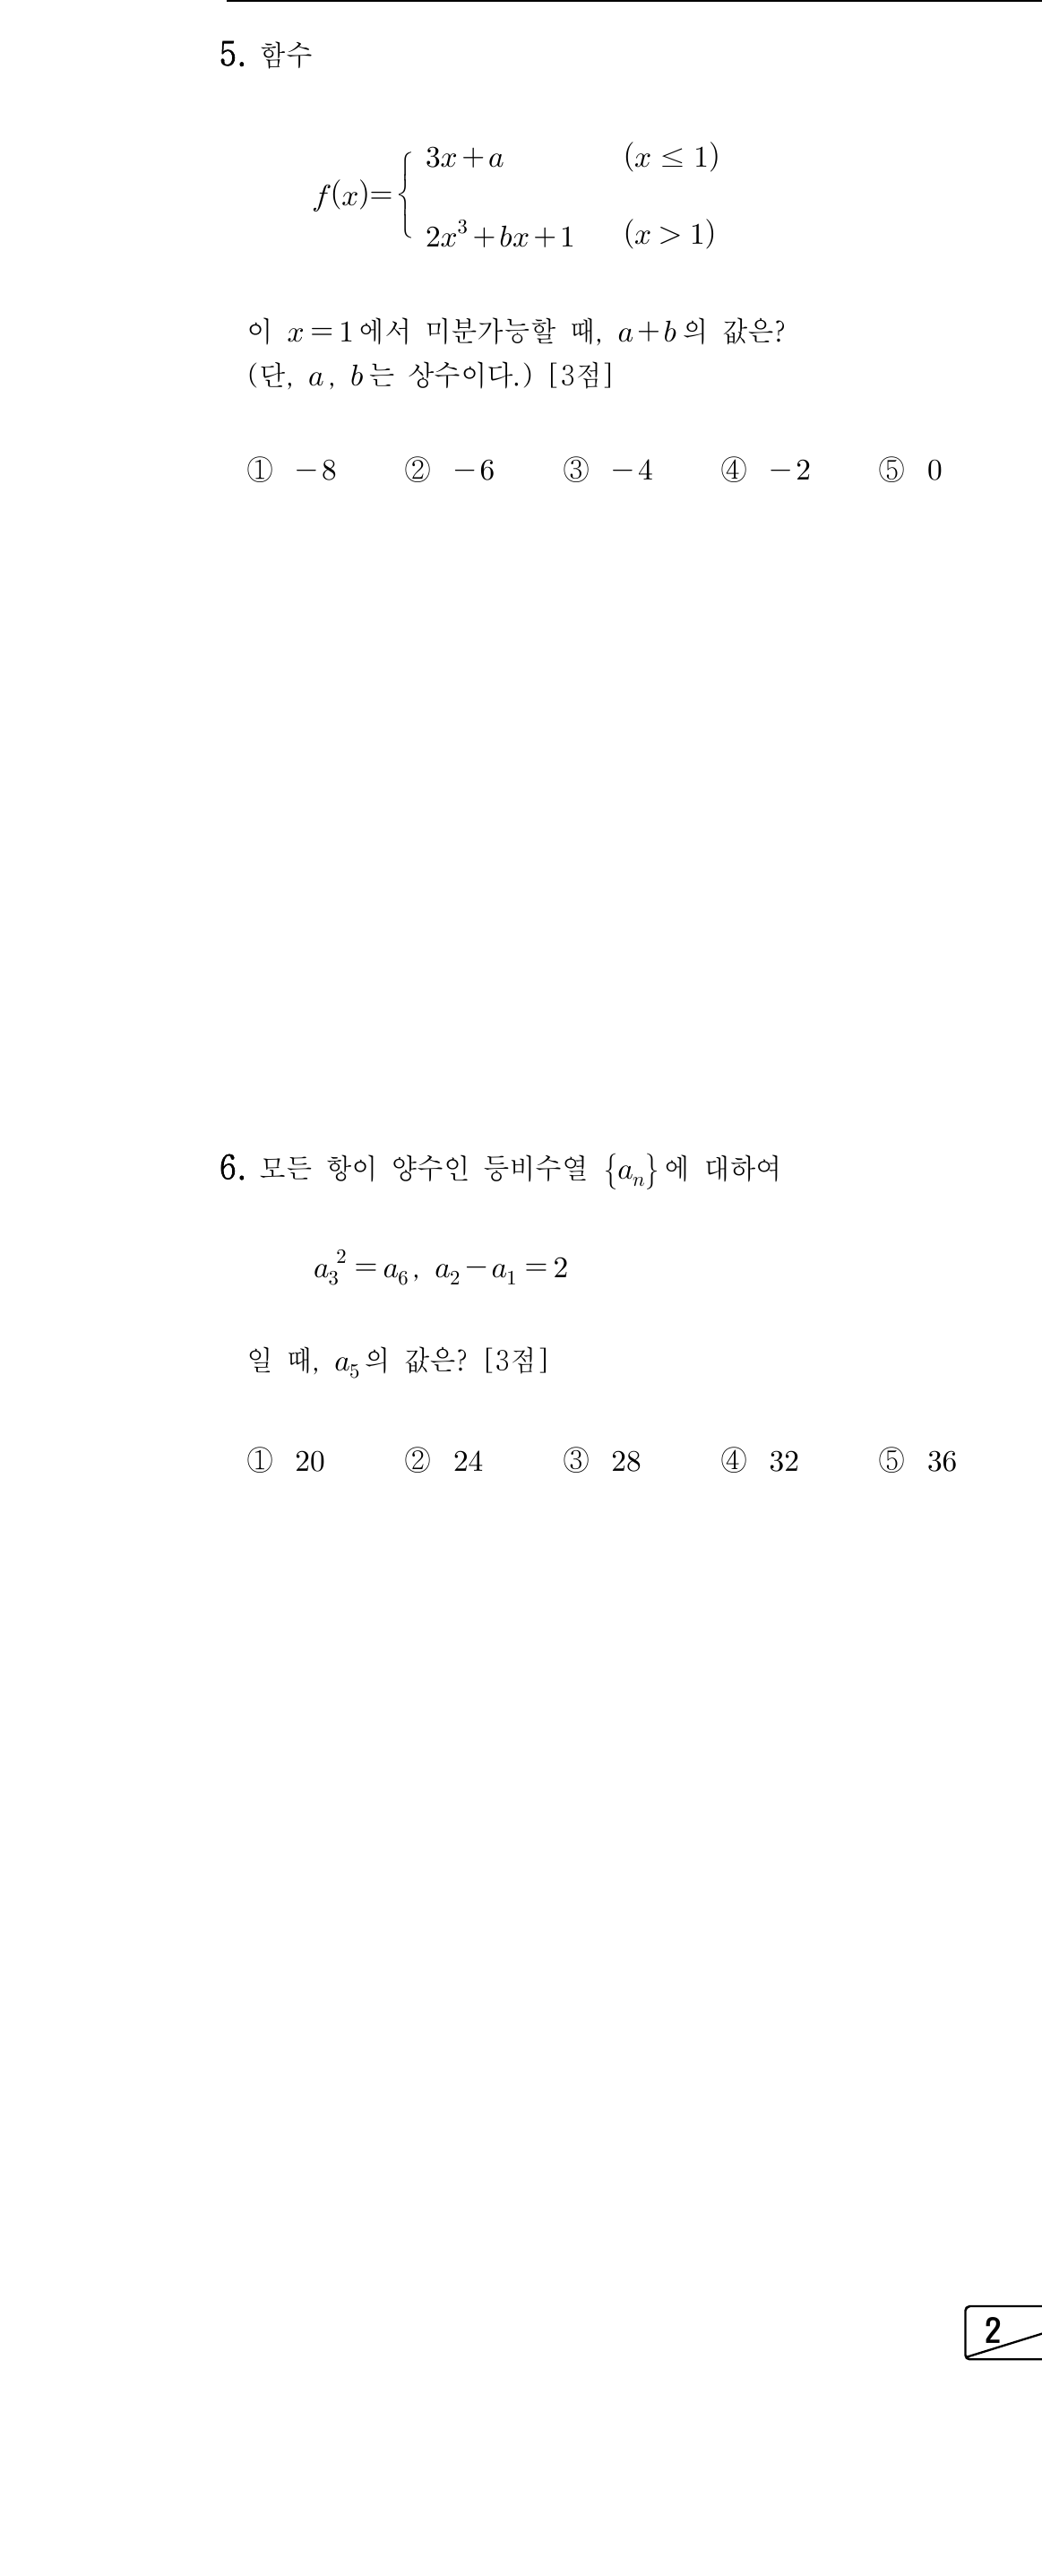 5. 함수
f(x)= { 3x+a (x ≤ 1)
2x³+bx+1 (x > 1)
이 x=1에서 미분가능할 때, a+b의 값은?
(단, a, b는 상수이다.) [3점]
① −8 ② −6 ③ −4 ④ −2 ⑤ 0
6. 모든 항이 양수인 등비수열 {aₙ}에 대하여
a₃²=a₆, a₂−a₁=2
일 때, a₅의 값은? [3점]
① 20 ② 24 ③ 28 ④ 32 ⑤ 36
2